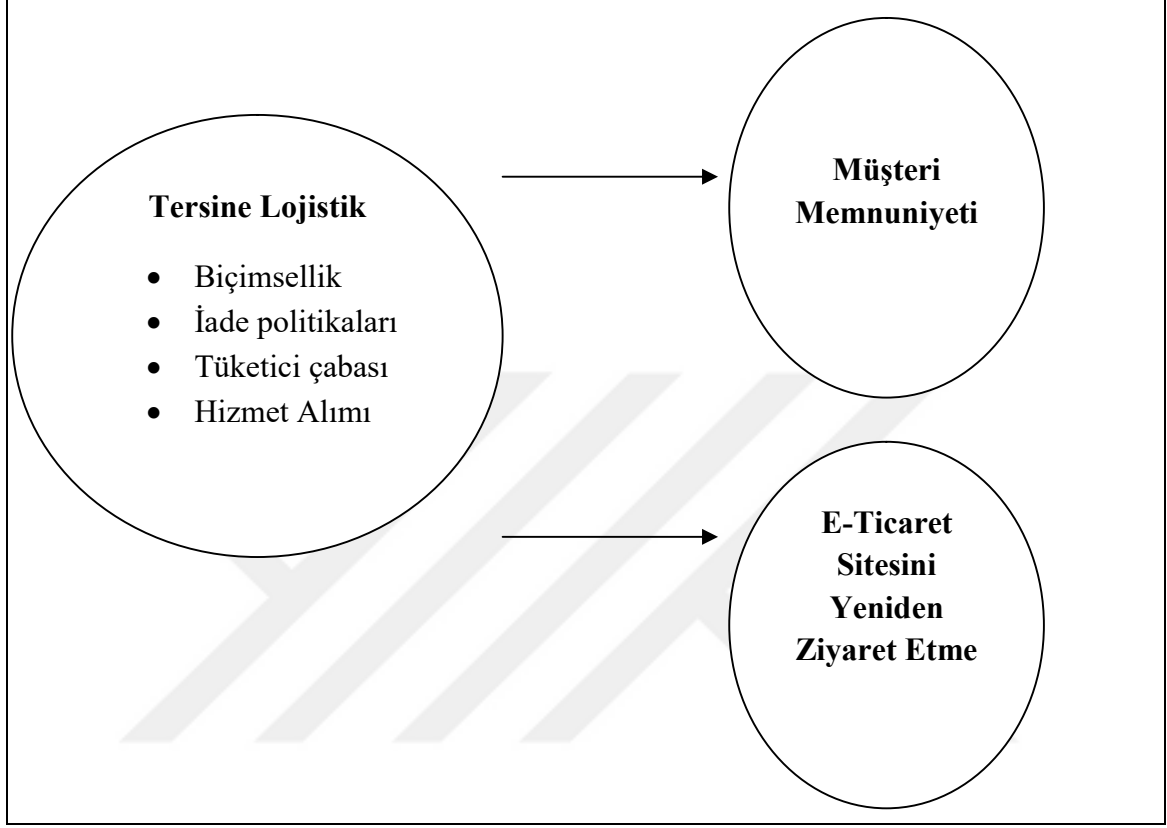 Tersine Lojistik
• Biçimsellik
• İade politikaları
• Tüketici çabası
• Hizmet Alımı
Müşteri
Memnuniyeti
E-Ticaret
Sitesini
Yeniden
Ziyaret Etme